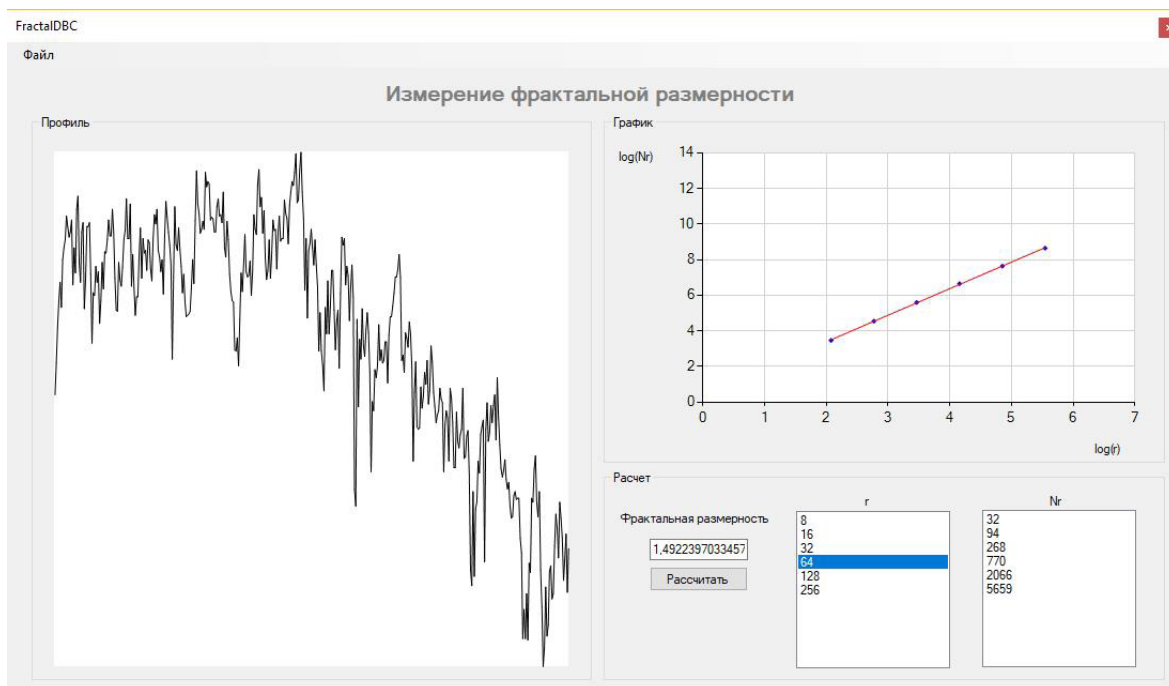 FractalDBC
Файл
Измерение фрактальной размерности
Профиль
График
log(Nr)
14
12
10
8
6
4
2
0
0 1 2 3 4 5 6 7
log(r)
Расчет
Фрактальная размерность
1,4922397033457
Рассчитать
r
8
16
32
64
128
256
Nr
32
94
268
770
2066
5659